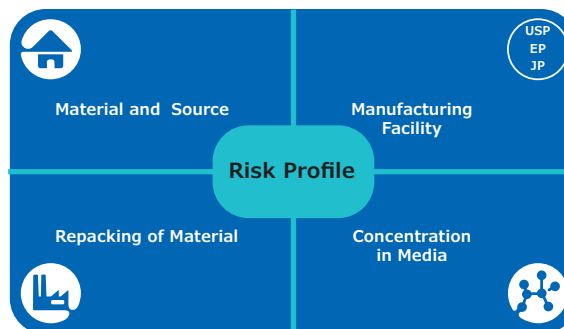 USP
EP
JP
Material and Source
Manufacturing
Facility
Risk Profile
Repacking of Material
Concentration
in Media